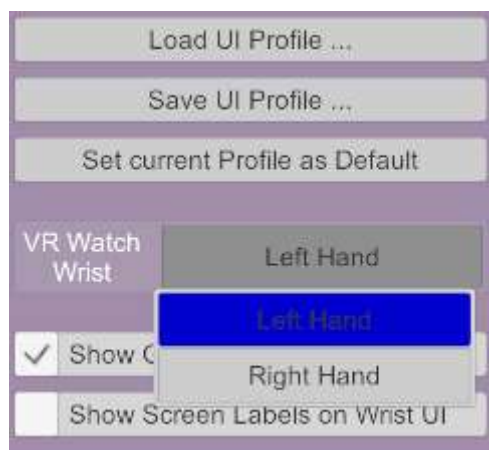 Load UI Profile ...
Save UI Profile ...
Set current Profile as Default
VR Watch
Wrist
Left Hand
Left Hand
Right Hand
Show
Show Screen Labels on Wrist UI